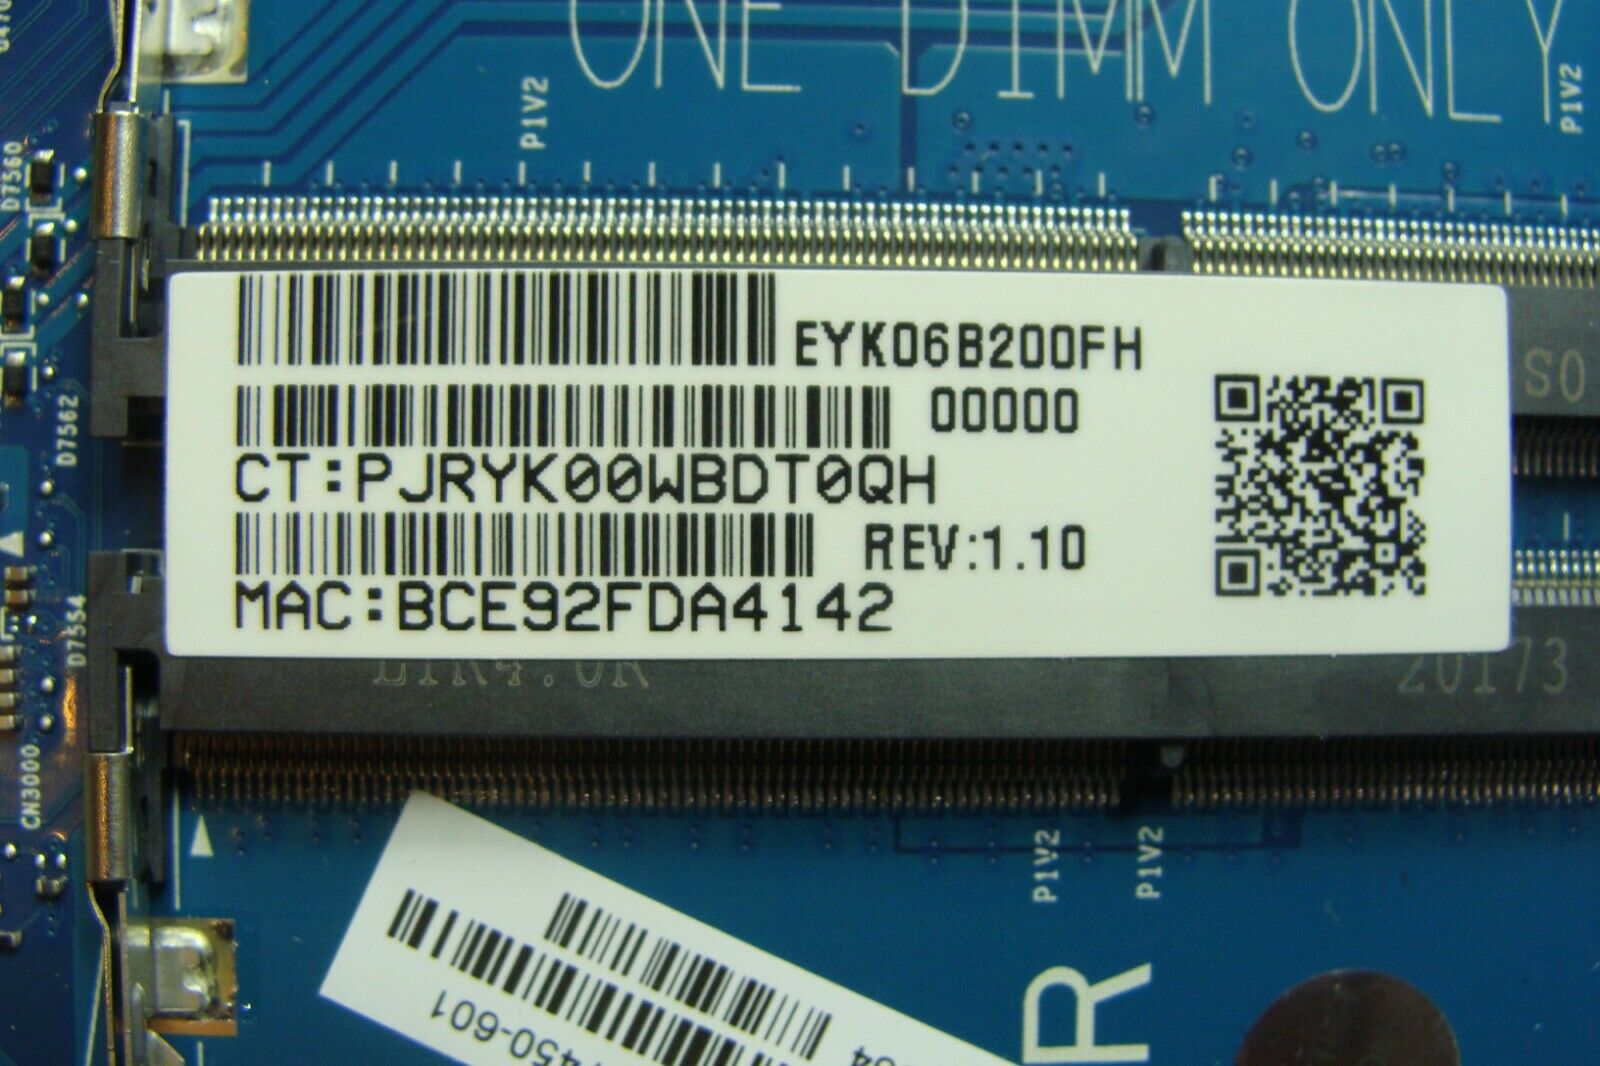 ONE DIMM ONLY
P1V2
P1V2
D7560
EYK06B200FH
00000
S0
D7562
CT:PJRYK00WBDT0QH
REV:1.10
MAC:BCE92FDA4142
D7554
20173
CN3000
P1V2
P1V2
450-601
R